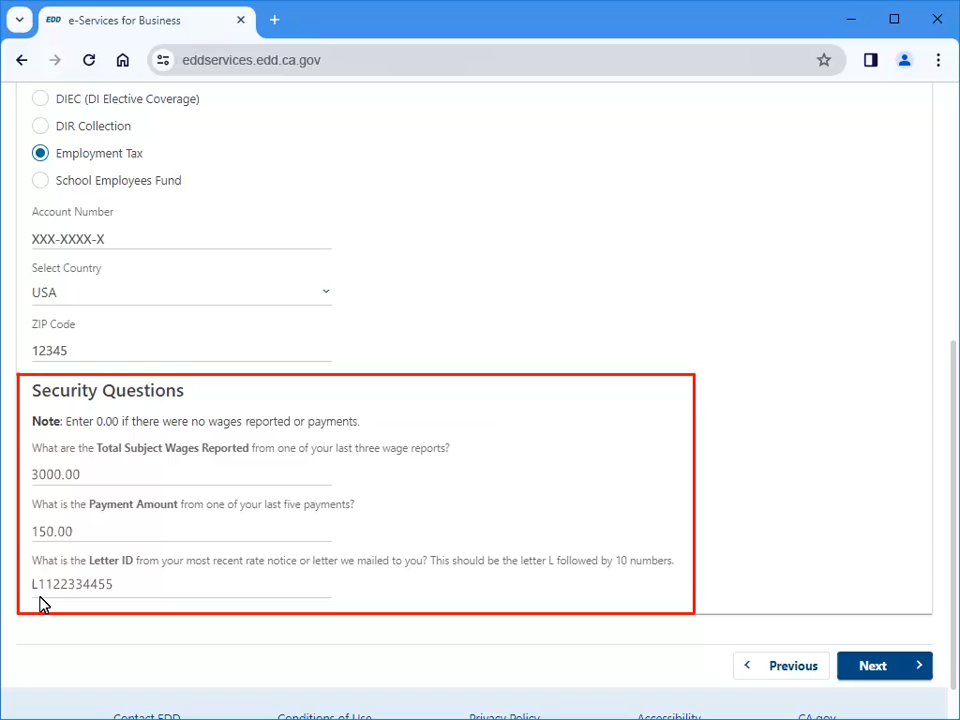 EDD e-Services for Business
eddservices.edd.ca.gov
DIEC (DI Elective Coverage)
DIR Collection
Employment Tax
School Employees Fund
Account Number
XXX-XXXX-X
Select Country
USA
ZIP Code
12345
Security Questions
Note: Enter 0.00 if there were no wages reported or payments.
What are the Total Subject Wages Reported from one of your last three wage reports?
3000.00
What is the Payment Amount from one of your last five payments?
150.00
What is the Letter ID from your most recent rate notice or letter we mailed to you? This should be the letter L followed by 10 numbers.
L1122334455
Previous
Next
Contact EDD Conditions of Use Privacy Policy Accessibility CA.gov